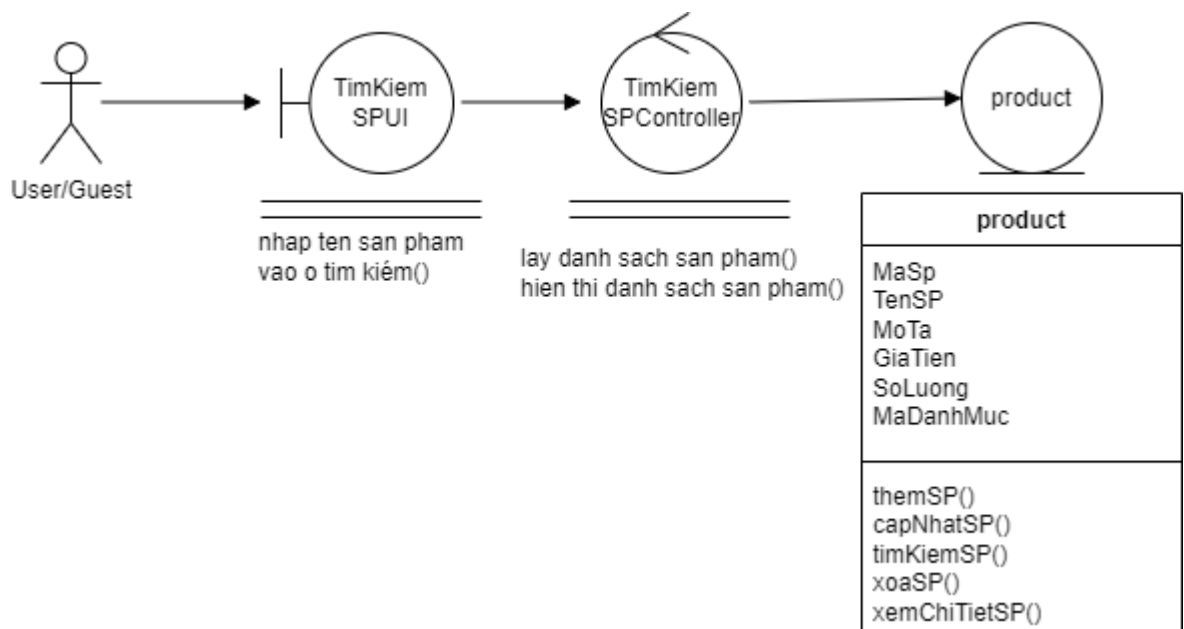 TimKiem
SPUI
TimKiem
SPController
product
User/Guest
nhap ten san pham
vao o tim kiém()
lay danh sach san pham()
hien thi danh sach san pham()
product
MaSp
TenSP
MoTa
GiaTien
SoLuong
MaDanhMuc
themSP()
capNhatSP()
timKiemSP()
xoaSP()
xemChiTietSP()